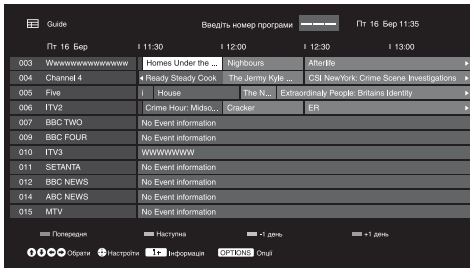 Guide Введіть номер програми Пт 16 Бер 11:35
Пт 16 Бер 11:30 12:00 12:30 13:00
003 Wwwwwwwwwwwwww Homes Under the ... Nighbours Afterlife
004 Channel 4 Ready Steady Cook The Jermy Kyle ... CSI NewYork: Crime Scene Investigations
005 Five i House The N... Extraordinaly People: Britains Identity
006 ITV2 Crime Hour: Midso... Cracker ER
007 BBC TWO No Event information
009 BBC FOUR No Event information
010 ITV3 WWWWWWW
011 SETANTA No Event information
012 BBC NEWS No Event information
014 ABC NEWS No Event information
015 MTV No Event information
Попередня Наступна -1 день +1 день
Обрати Настроїти 1+ Інформація OPTIONS Опції